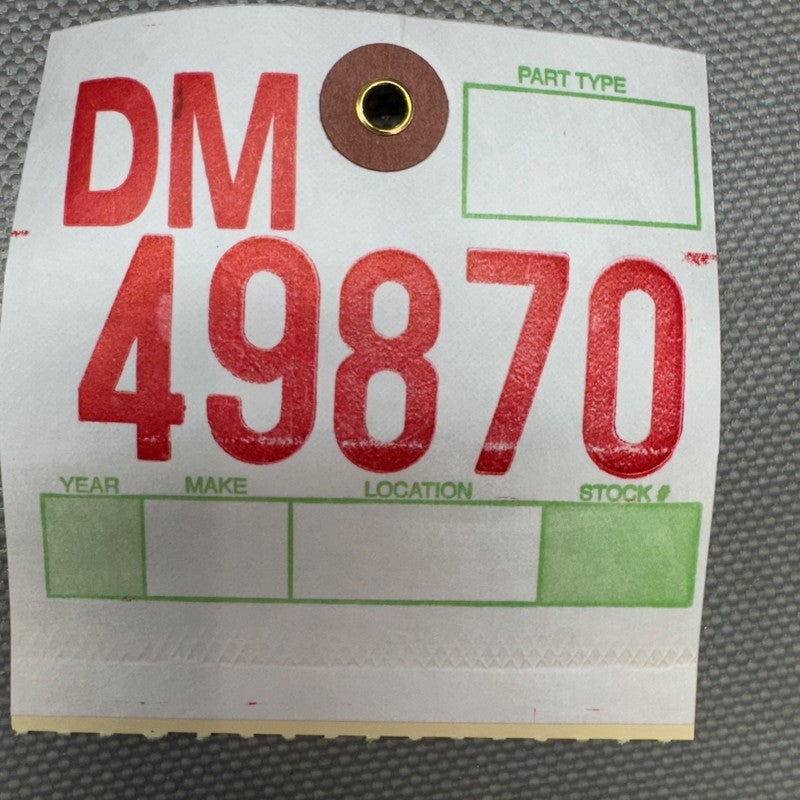 DM
PART TYPE
49870
YEAR MAKE LOCATION STOCK #